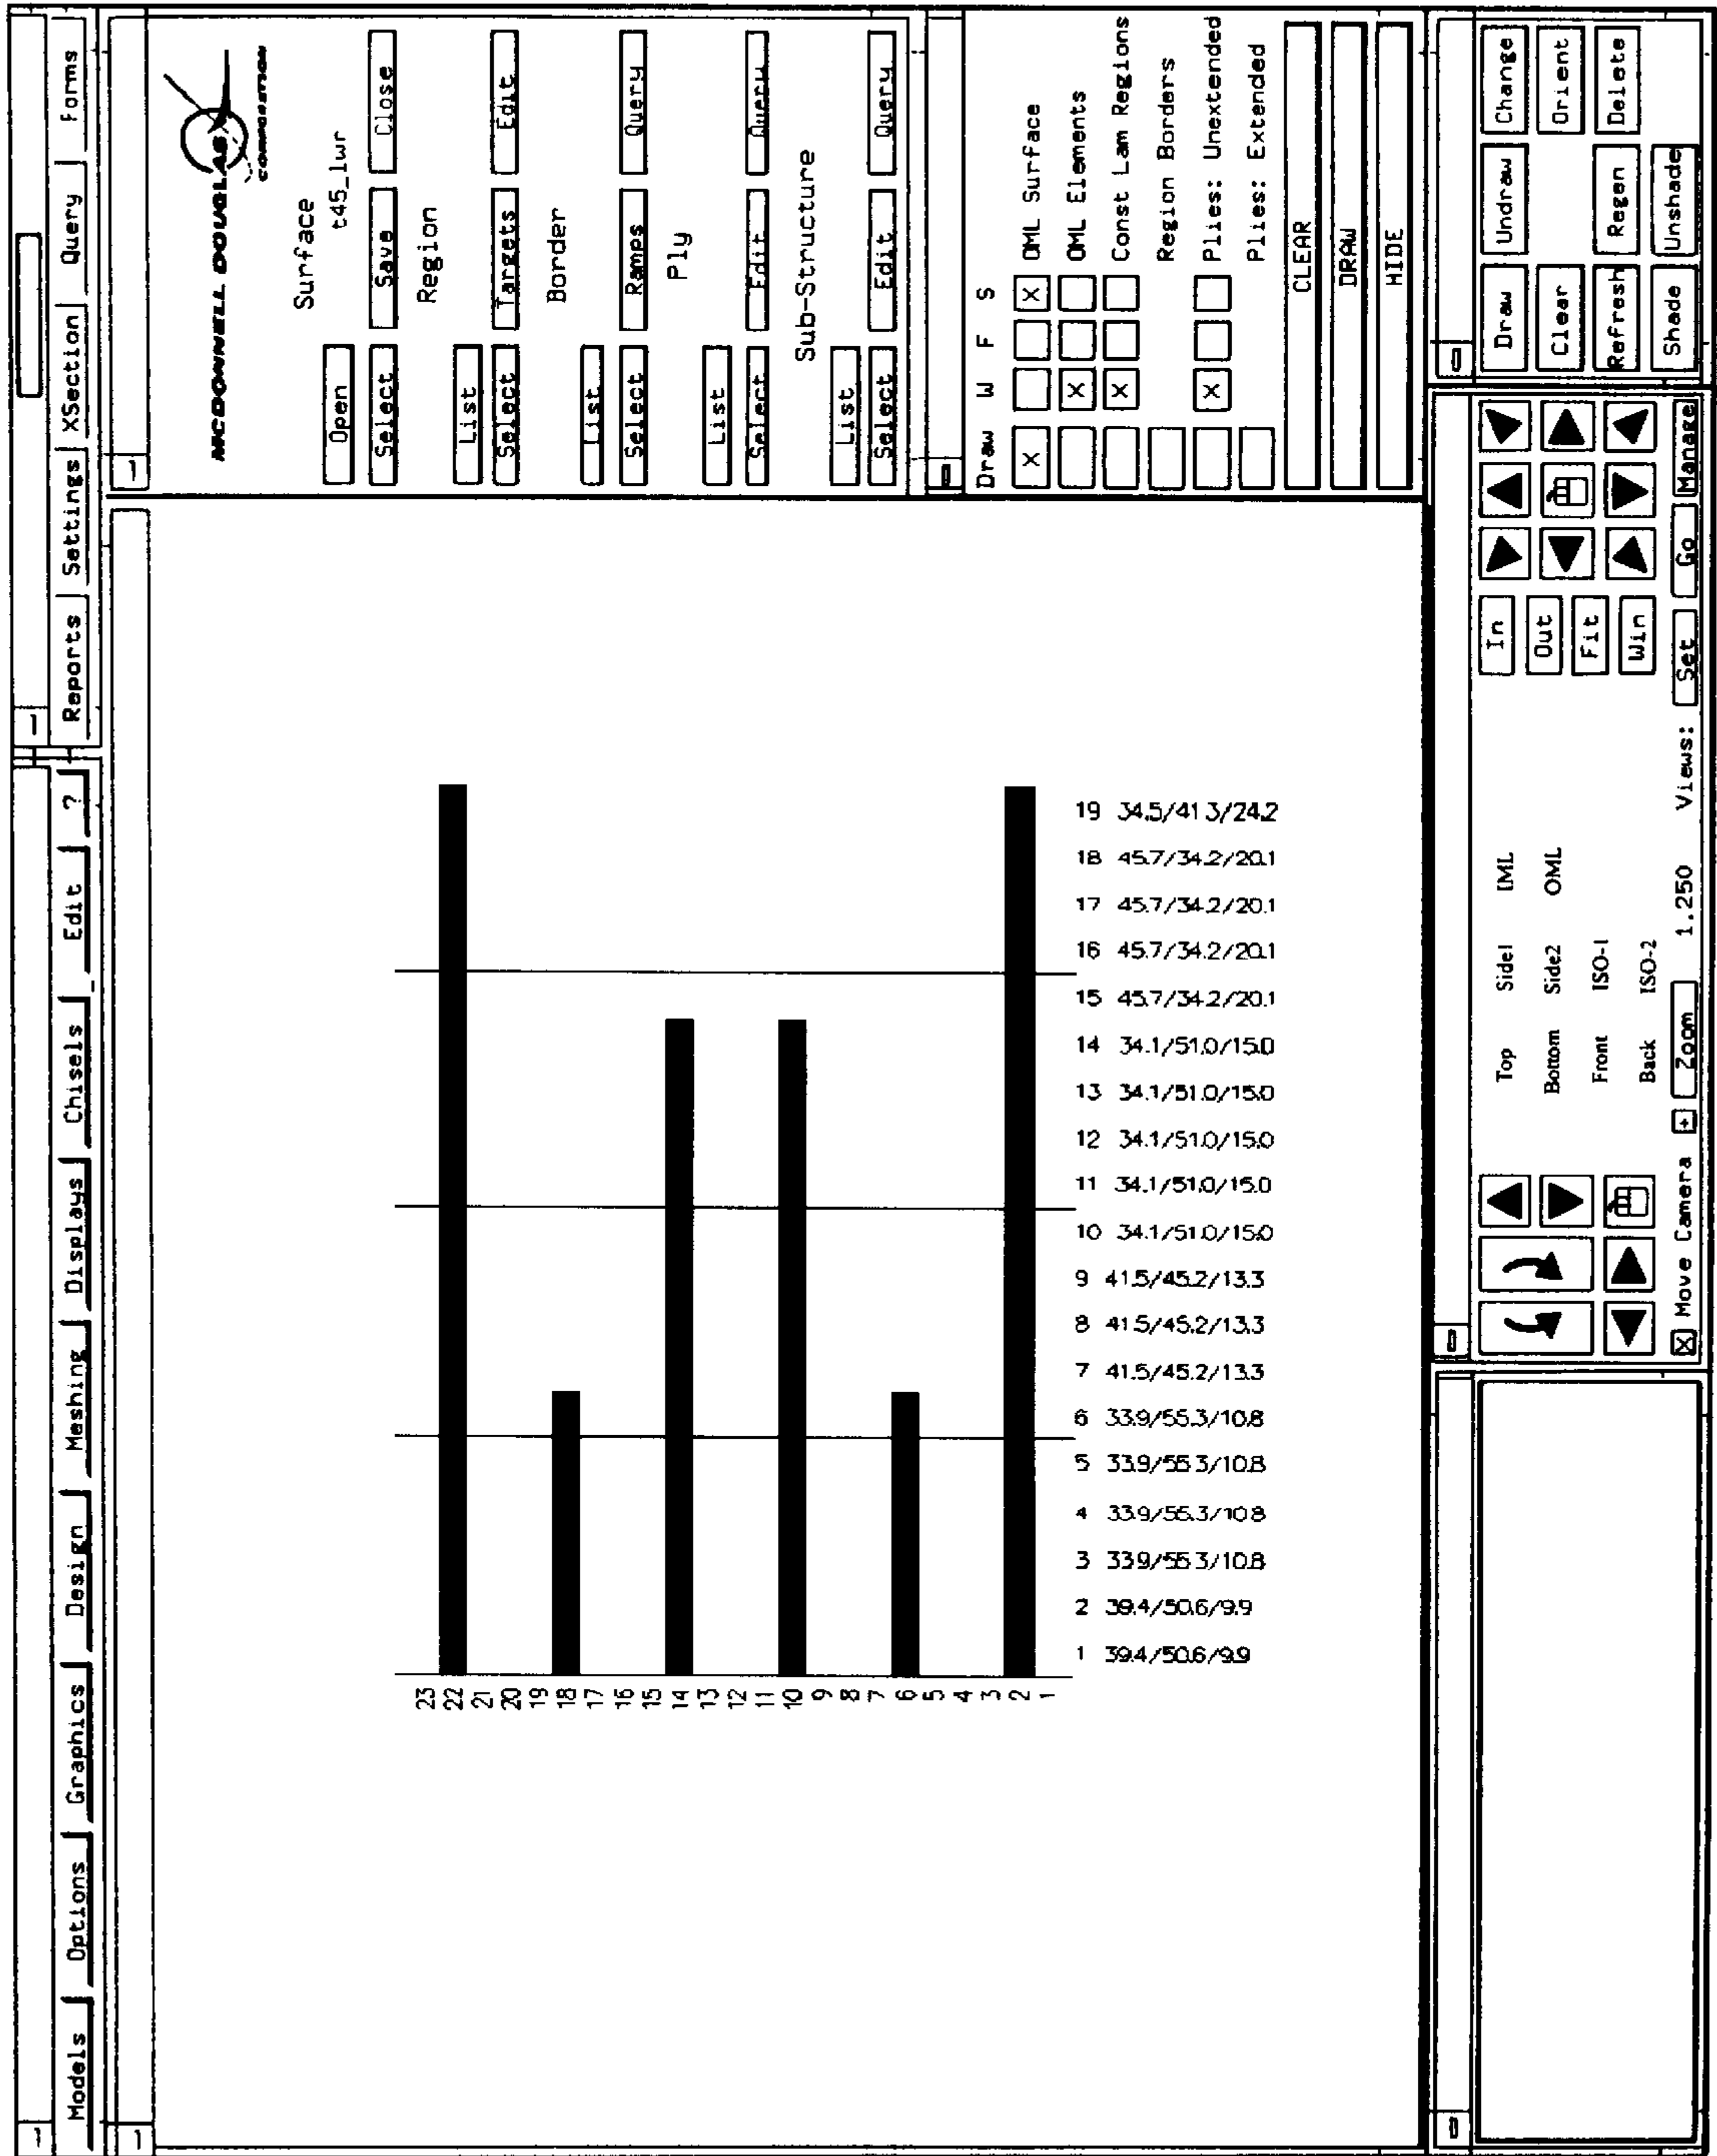 Models Options Graphics Design Meshing Displays Chisels Edit ?
Reports Settings XSection Query Forms
MCDONNELL DOUGLAS
CORPORATION
Surface
Open t45_lwr
Select Save Close
Region
List
Select Targets Edit
Border
List
Select Ramps Query
Ply
List
Select Edit Query
Sub-Structure
List
Select Edit Query
Draw W F S
X X OML Surface
X OML Elements
X Const Lam Regions
Region Borders
X Plies: Unextended
Plies: Extended
CLEAR
DRAW
HIDE
23
22
21
20
19
18
17
16
15
14
13
12
11
10
9
8
7
6
5
4
3
2
1
19 34.5/41.3/24.2
18 45.7/34.2/20.1
17 45.7/34.2/20.1
16 45.7/34.2/20.1
15 45.7/34.2/20.1
14 34.1/51.0/15.0
13 34.1/51.0/15.0
12 34.1/51.0/15.0
11 34.1/51.0/15.0
10 34.1/51.0/15.0
9 41.5/45.2/13.3
8 41.5/45.2/13.3
7 41.5/45.2/13.3
6 33.9/55.3/10.8
5 33.9/55.3/10.8
4 33.9/55.3/10.8
3 33.9/55.3/10.8
2 39.4/50.6/9.9
1 39.4/50.6/9.9
Top Side1 IML
Bottom Side2 OML
Front ISO-1
Back ISO-2
In
Out
Fit
Win
X Move Camera + Zoom 1.250 Views: Set Go Manage
Draw Undraw Change
Clear Orient
Refresh Regen Delete
Shade Unshade